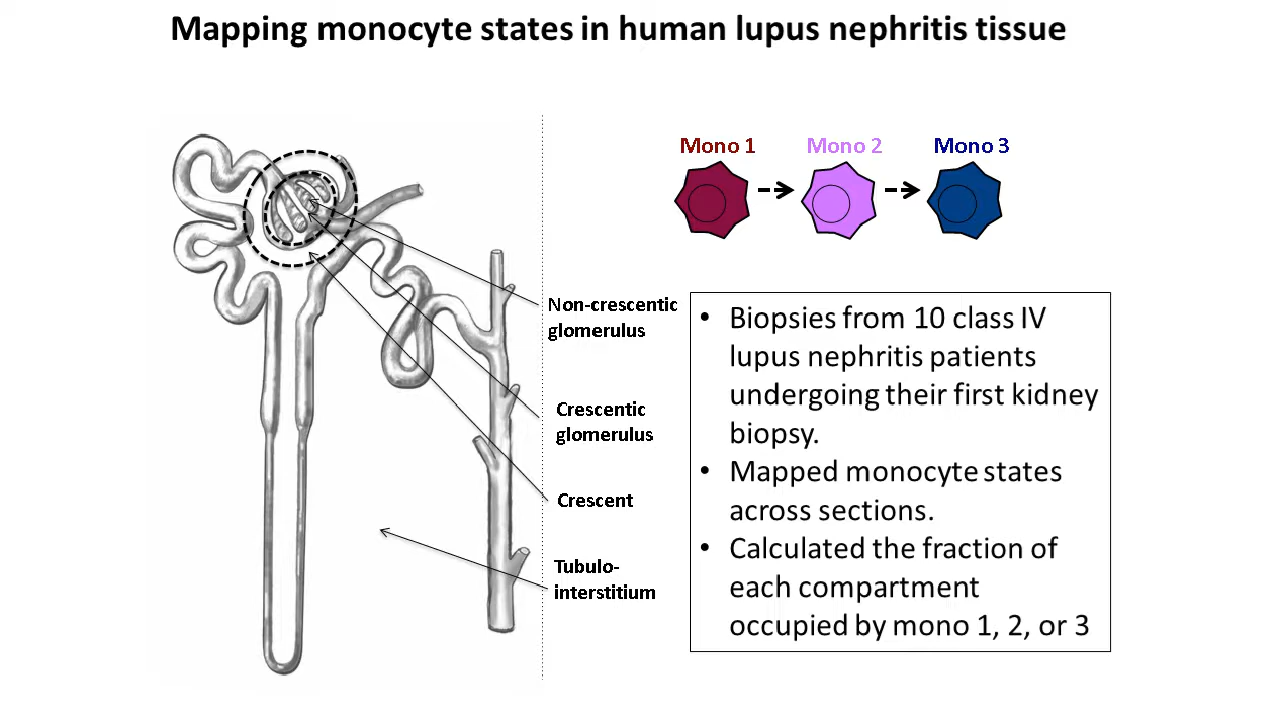 Mapping monocyte states in human lupus nephritis tissue
Mono 1
Mono 2
Mono 3
Non-crescentic
glomerulus
Crescentic
glomerulus
Crescent
Tubulo-
interstitium
• Biopsies from 10 class IV
lupus nephritis patients
undergoing their first kidney
biopsy.
• Mapped monocyte states
across sections.
• Calculated the fraction of
each compartment
occupied by mono 1, 2, or 3